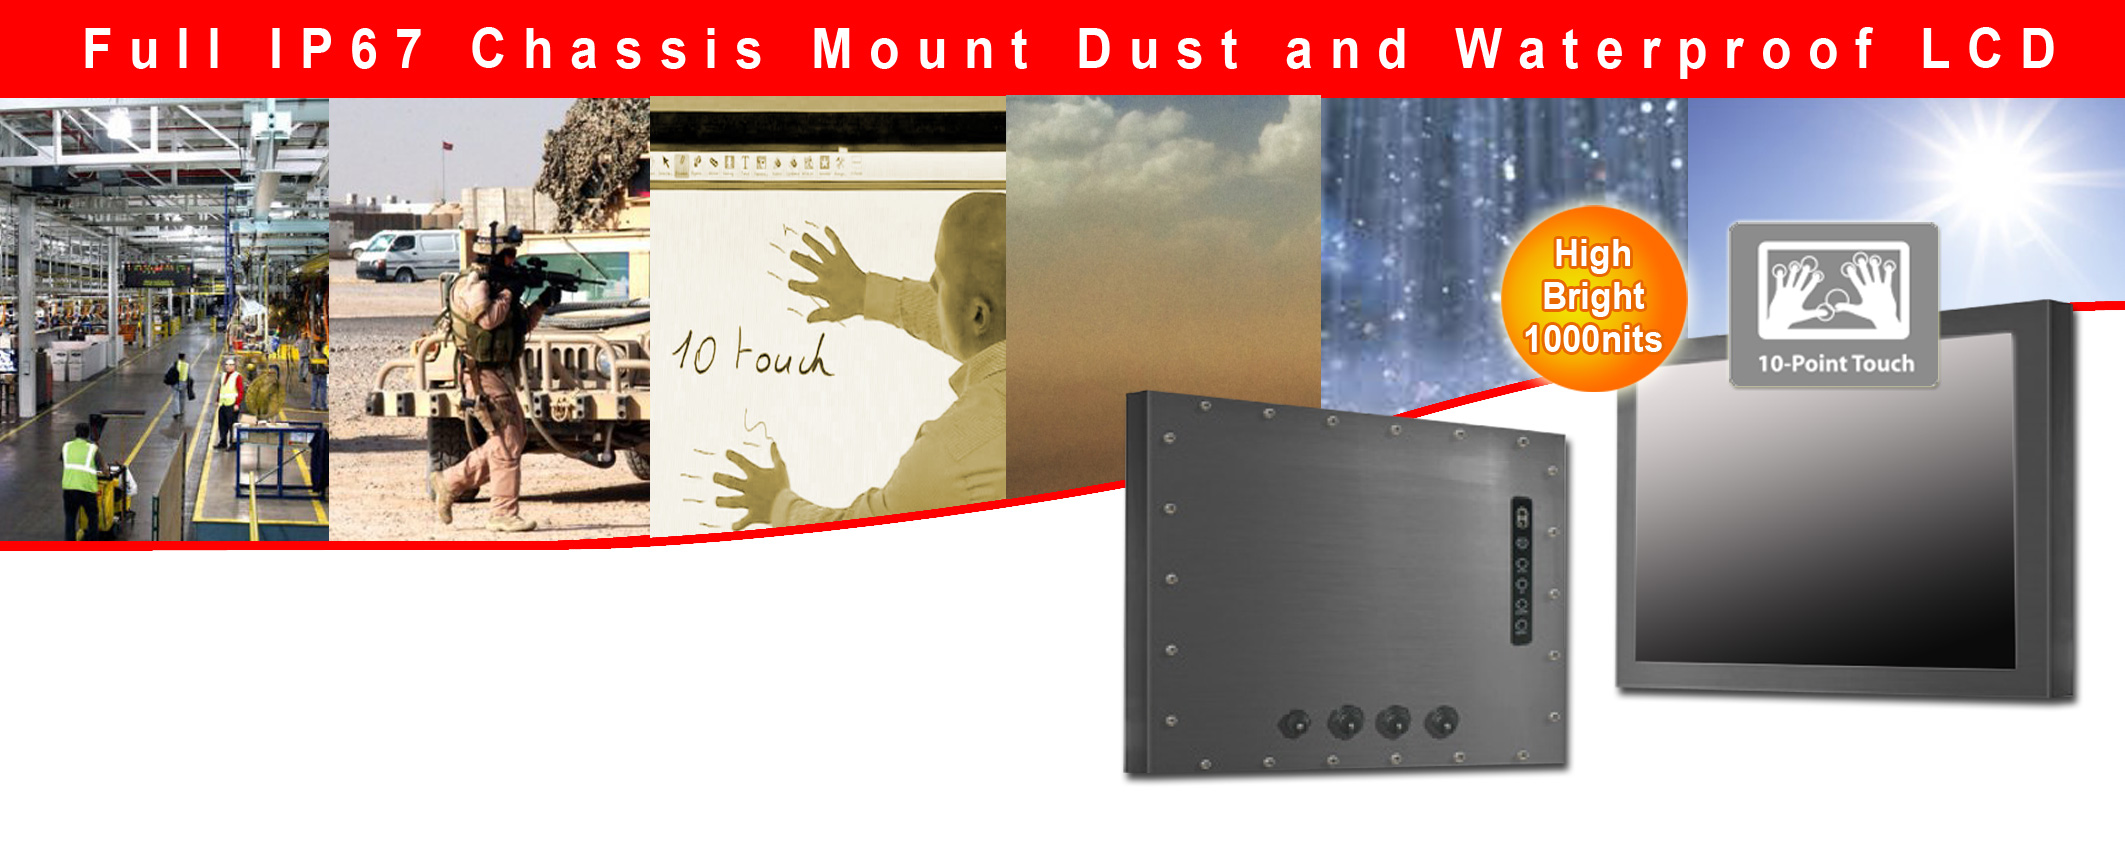 Full IP67 Chassis Mount Dust and Waterproof LCD
10 touch
High
Bright
1000nits
10-Point Touch